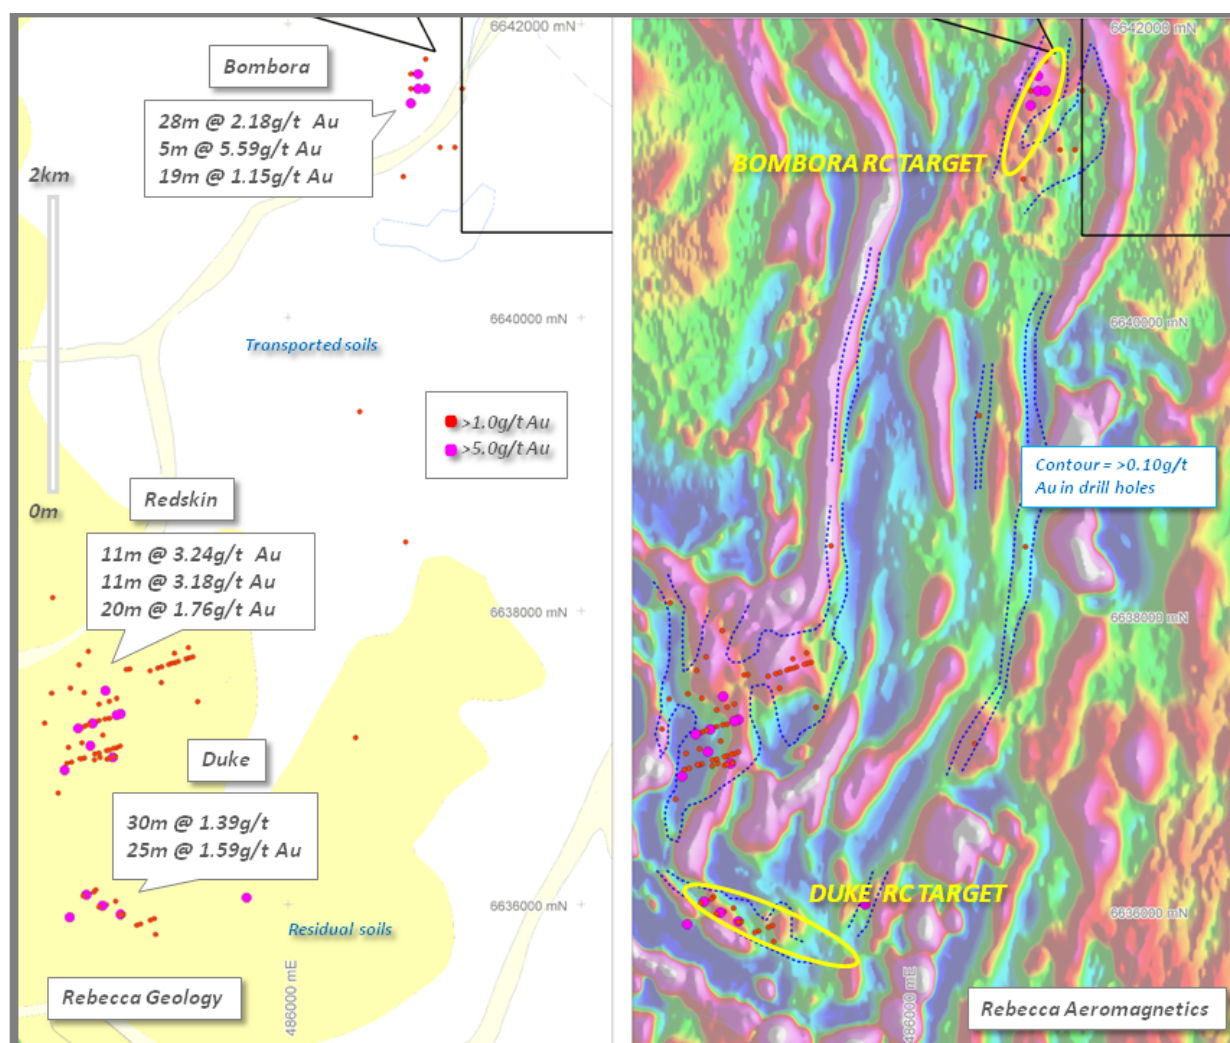 6642000 mN
Bombora
28m @ 2.18g/t Au
5m @ 5.59g/t Au
19m @ 1.15g/t Au
2km
6640000 mN
Transported soils
>1.0g/t Au
>5.0g/t Au
0m
Redskin
11m @ 3.24g/t Au
11m @ 3.18g/t Au
20m @ 1.76g/t Au
6638000 mN
Duke
30m @ 1.39g/t
25m @ 1.59g/t Au
6636000 mN
Residual soils
486000 mE
Rebecca Geology
6642000 mN
BOMBORA RC TARGET
6640000 mN
Contour = >0.10g/t
Au in drill holes
6638000 mN
DUKE RC TARGET
6636000 mN
486000 mE
Rebecca Aeromagnetics